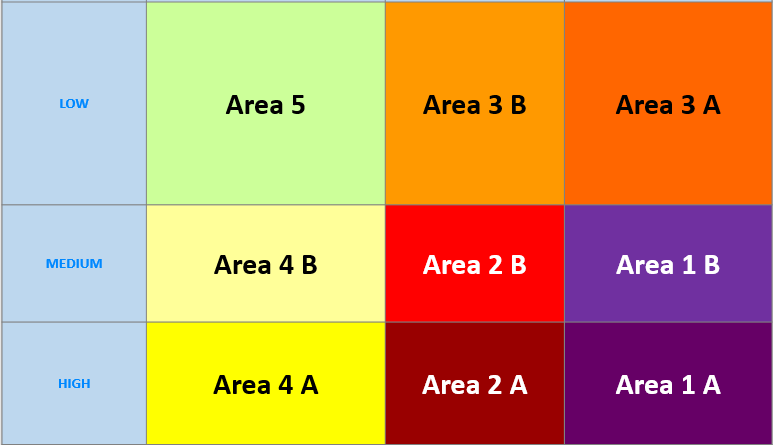 LOW
Area 5
Area 3 B
Area 3 A
MEDIUM
Area 4 B
Area 2 B
Area 1 B
HIGH
Area 4 A
Area 2 A
Area 1 A